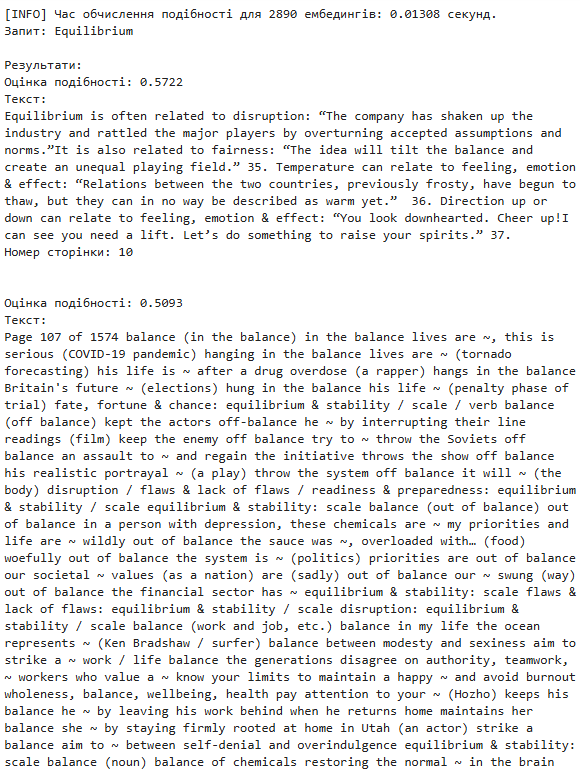 [INFO] Час обчислення подібності для 2890 ембедингів: 0.01308 секунд.
Запит: Equilibrium
Результати:
Оцінка подібності: 0.5722
Текст:
Equilibrium is often related to disruption: “The company has shaken up the
industry and rattled the major players by overturning accepted assumptions and
norms.”It is also related to fairness: “The idea will tilt the balance and
create an unequal playing field.” 35. Temperature can relate to feeling, emotion
& effect: “Relations between the two countries, previously frosty, have begun to
thaw, but they can in no way be described as warm yet.”  36. Direction up or
down can relate to feeling, emotion & effect: “You look downhearted. Cheer up!I
can see you need a lift. Let’s do something to raise your spirits.” 37.
Номер сторінки: 10
Оцінка подібності: 0.5093
Текст:
Page 107 of 1574 balance (in the balance) in the balance lives are ~, this is
serious (COVID-19 pandemic) hanging in the balance lives are ~ (tornado
forecasting) his life is ~ after a drug overdose (a rapper) hangs in the balance
Britain's future ~ (elections) hung in the balance his life ~ (penalty phase of
trial) fate, fortune & chance: equilibrium & stability / scale / verb balance
(off balance) kept the actors off-balance he ~ by interrupting their line
readings (film) keep the enemy off balance try to ~ throw the Soviets off
balance an assault to ~ and regain the initiative throws the show off balance
his realistic portrayal ~ (a play) throw the system off balance it will ~ (the
body) disruption / flaws & lack of flaws / readiness & preparedness: equilibrium
& stability / scale equilibrium & stability: scale balance (out of balance) out
of balance in a person with depression, these chemicals are ~ my priorities and
life are ~ wildly out of balance the sauce was ~, overloaded with… (food)
woefully out of balance the system is ~ (politics) priorities are out of balance
our societal ~ values (as a nation) are (sadly) out of balance our ~ swung (way)
out of balance the financial sector has ~ equilibrium & stability: scale flaws &
lack of flaws: equilibrium & stability / scale disruption: equilibrium &
stability / scale balance (work and job, etc.) balance in my life the ocean
represents ~ (Ken Bradshaw / surfer) balance between modesty and sexiness aim to
strike a ~ work / life balance the generations disagree on authority, teamwork,
~ workers who value a ~ know your limits to maintain a happy ~ and avoid burnout
wholeness, balance, wellbeing, health pay attention to your ~ (Hozho) keeps his
balance he ~ by leaving his work behind when he returns home maintains her
balance she ~ by staying firmly rooted at home in Utah (an actor) strike a
balance aim to ~ between self-denial and overindulgence equilibrium & stability:
scale balance (noun) balance of chemicals restoring the normal ~ in the brain